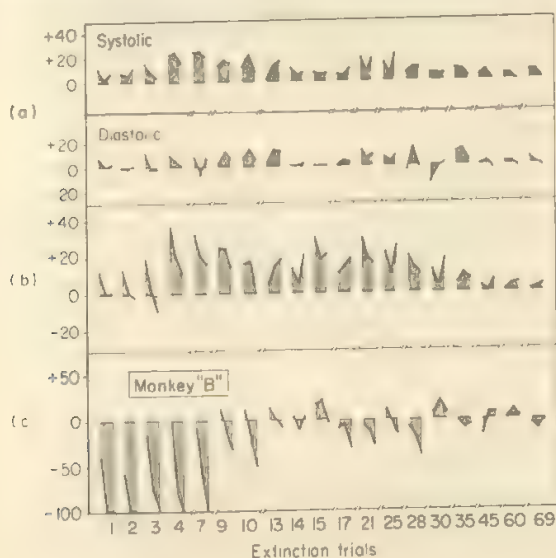 +40
Systolic
+20
0
(a)
Diastolic
+20
0
20
+40
+20
(b)
0
-20
+50
Monkey "B"
(c
0
-50
-100
1 2 3 4 7 9 10 13 14 15 17 21 25 28 30 35 45 60 69
Extinction trials